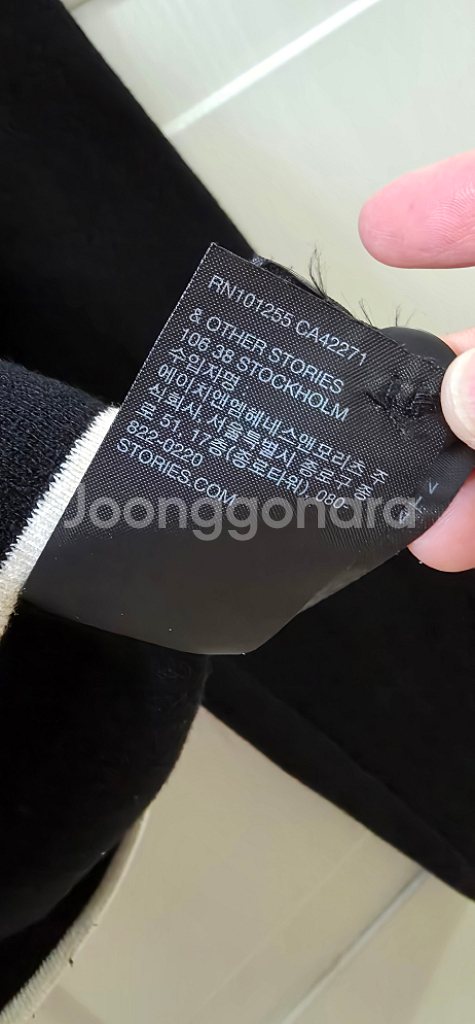 RN101255 CA42271
& OTHER STORIES
106 38 STOCKHOLM
수입자명
에이치앤엠헤네스앤모리츠 주
식회사, 서울특별시 종로구 종
로 51, 17층(종로타워), 080-
822-0220
STORIES.COM
Joonggonara